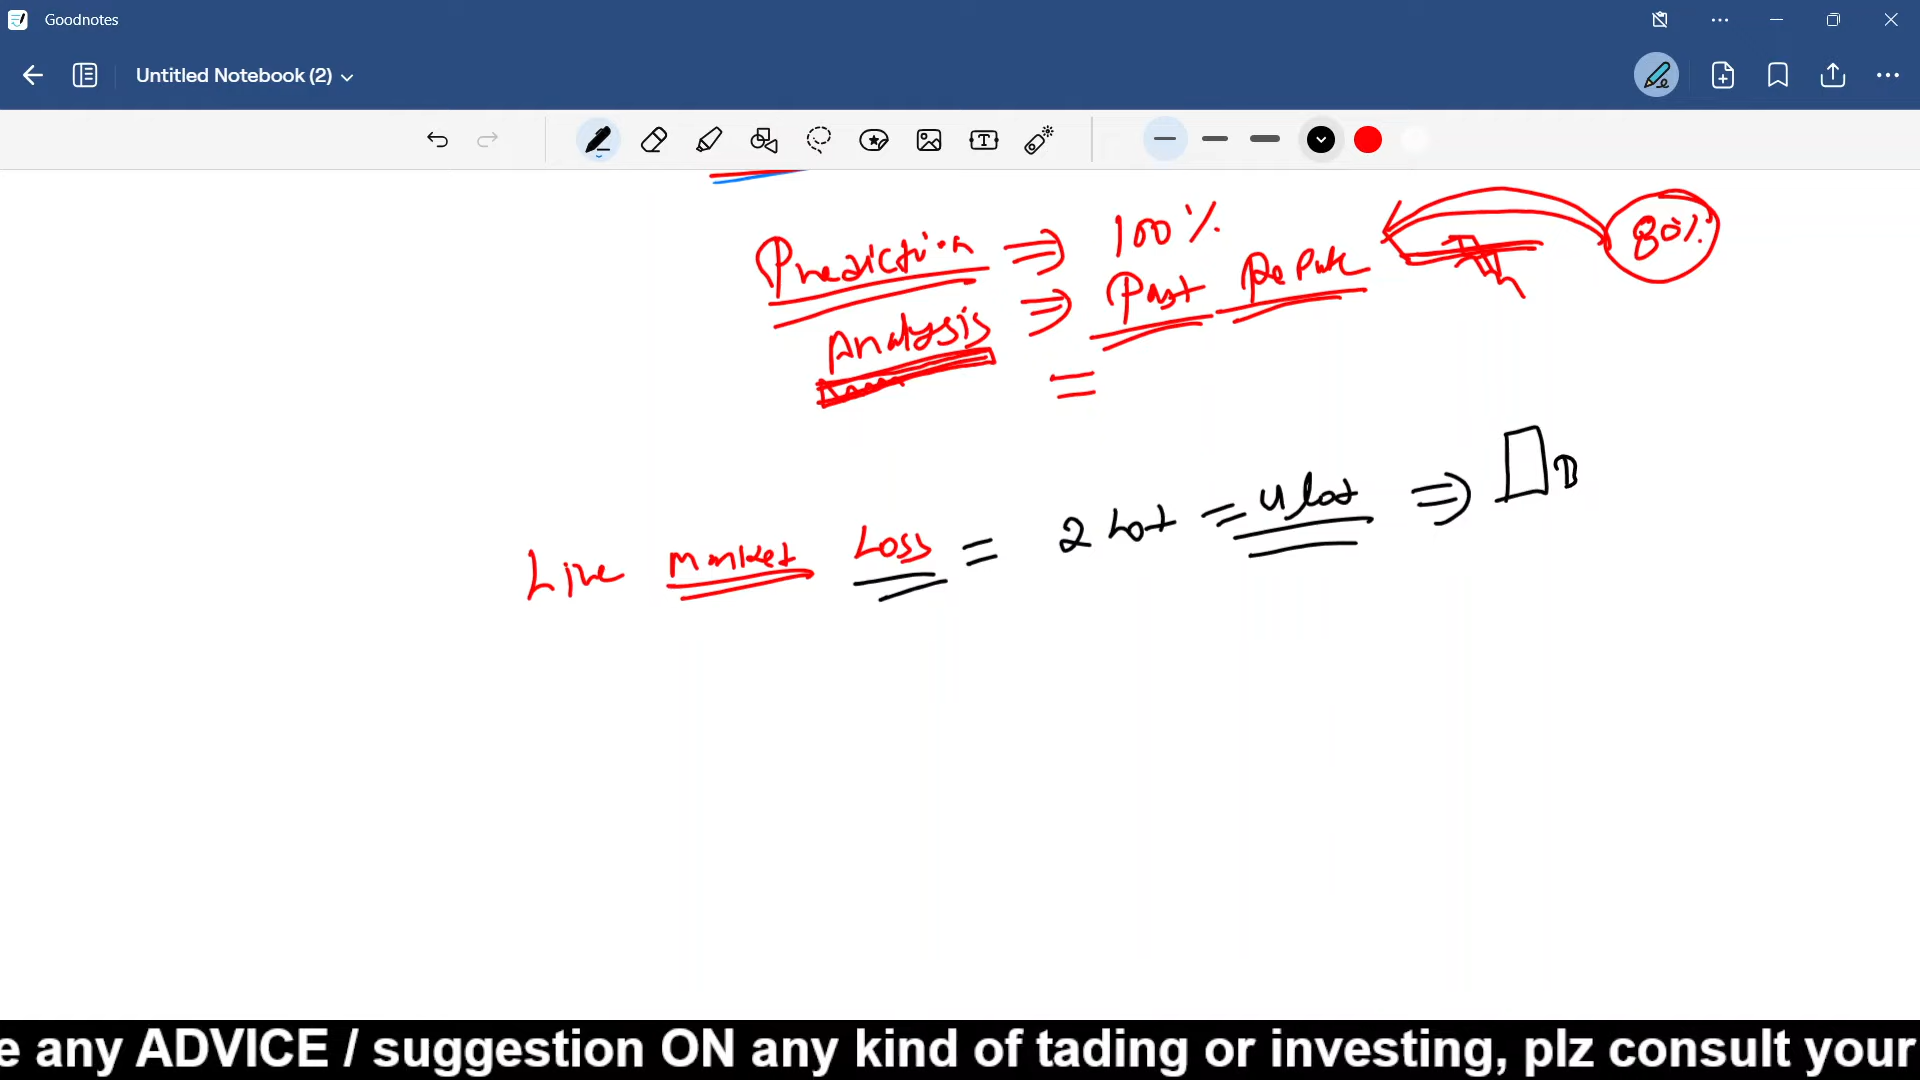 Goodnotes
Untitled Notebook (2)
Prediction ⇒ 100 %
80%
Analysis ⇒ Past
=
Live Market Loss = 2 Lot = 4 lot ⇒
e any ADVICE / suggestion ON any kind of tading or investing, plz consult your